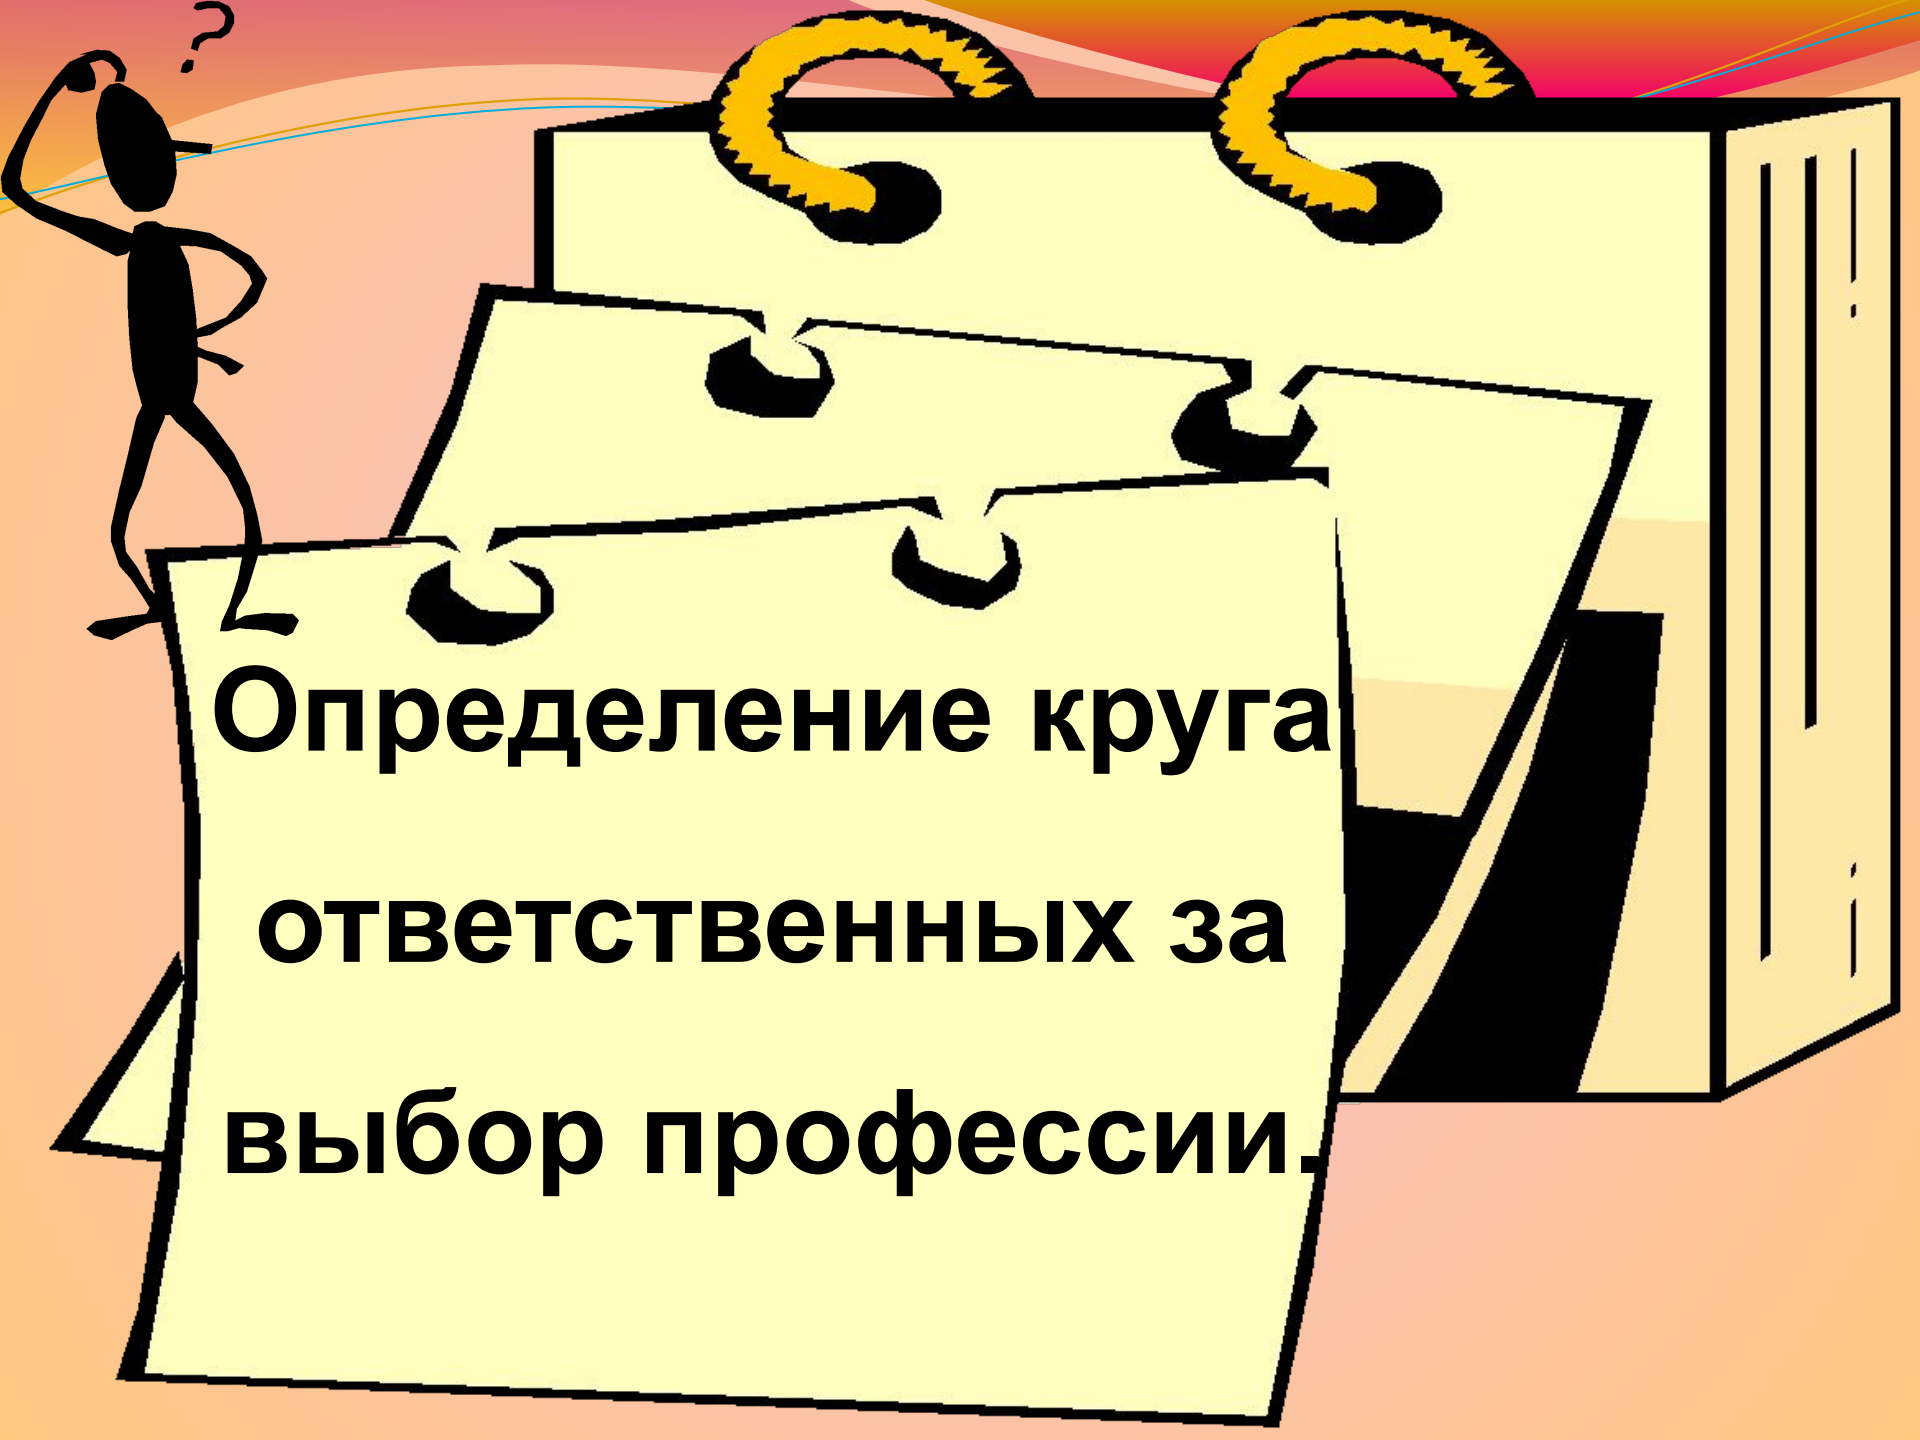 ?
Определение круга
ответственных за
выбор профессии.